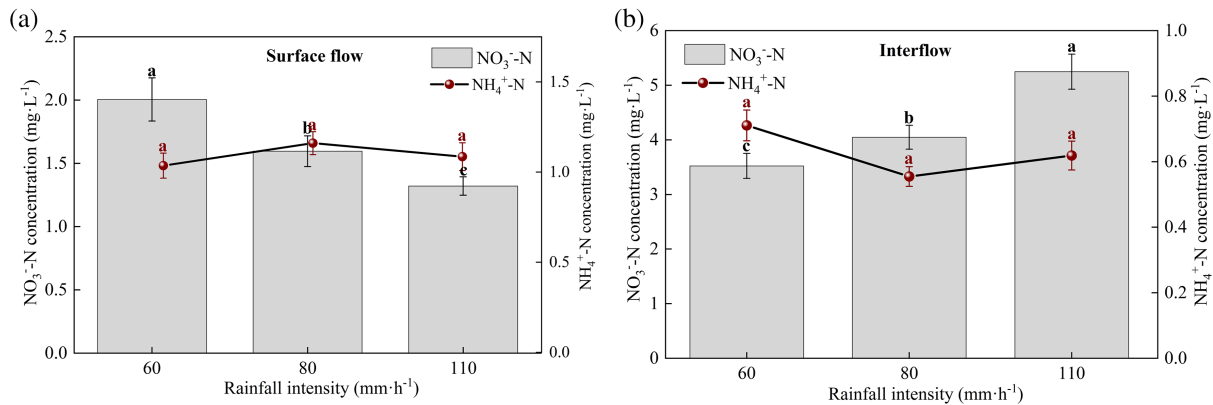 (a)
Surface flow
NO₃⁻-N
NH₄⁺-N
NO₃⁻-N concentration (mg·L⁻¹)
2.5
2.0
1.5
1.0
0.5
0.0
a
b
c
a
a
a
1.5
1.0
0.5
0.0
NH₄⁺-N concentration (mg·L⁻¹)
60
80
110
Rainfall intensity (mm·h⁻¹)
(b)
NO₃⁻-N
NH₄⁺-N
Interflow
NO₃⁻-N concentration (mg·L⁻¹)
6
5
4
3
2
1
0
c
b
a
a
a
a
1.0
0.8
0.6
0.4
0.2
0.0
NH₄⁺-N concentration (mg·L⁻¹)
60
80
110
Rainfall intensity (mm·h⁻¹)